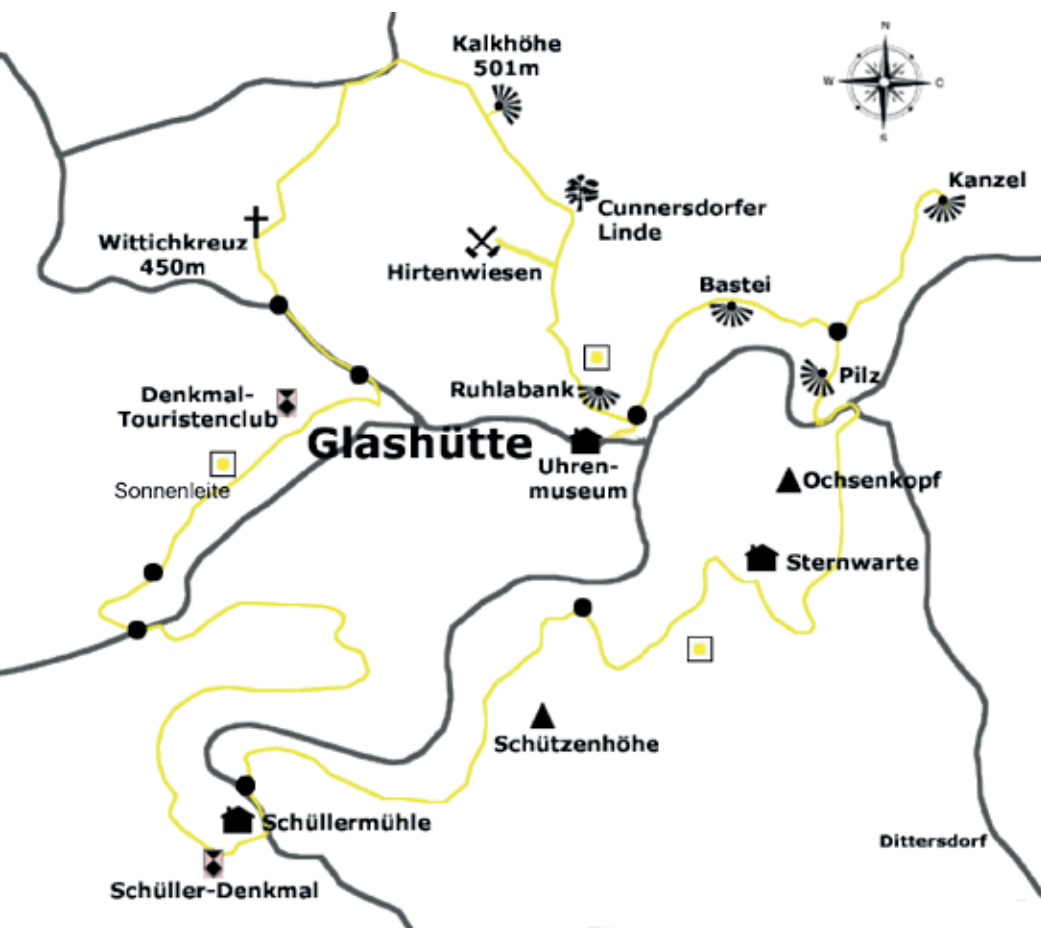 Kalkhöhe
501m
N
W
C
S
Kanzel
Cunnersdorfer
Linde
Wittichkreuz
450m
Hirtenwiesen
Bastei
Denkmal-
Touristenclub
Ruhlabank
Pilz
Glashütte
Uhren-
museum
Ochsenkopf
Sonnenleite
Sternwarte
Schützenhöhe
Schüllermühle
Dittersdorf
Schüller-Denkmal